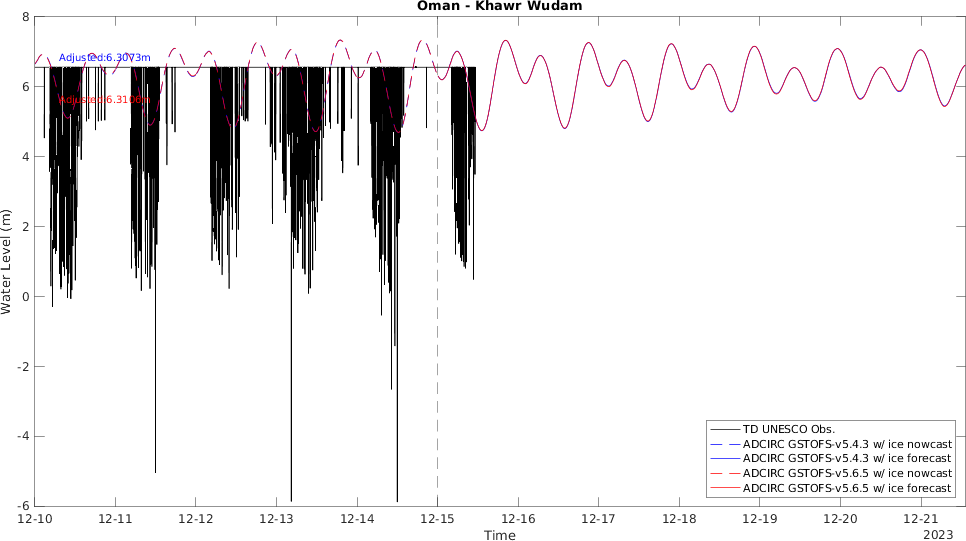 Oman - Khawr Wudam
8
6
4
2
0
-2
-4
-6
Water Level (m)
Adjusted:6.3073m
Adjusted:6.3106m
TD UNESCO Obs.
ADCIRC GSTOFS-v5.4.3 w/ ice nowcast
ADCIRC GSTOFS-v5.4.3 w/ ice forecast
ADCIRC GSTOFS-v5.6.5 w/ ice nowcast
ADCIRC GSTOFS-v5.6.5 w/ ice forecast
12-10 12-11 12-12 12-13 12-14 12-15 12-16 12-17 12-18 12-19 12-20 12-21
2023
Time